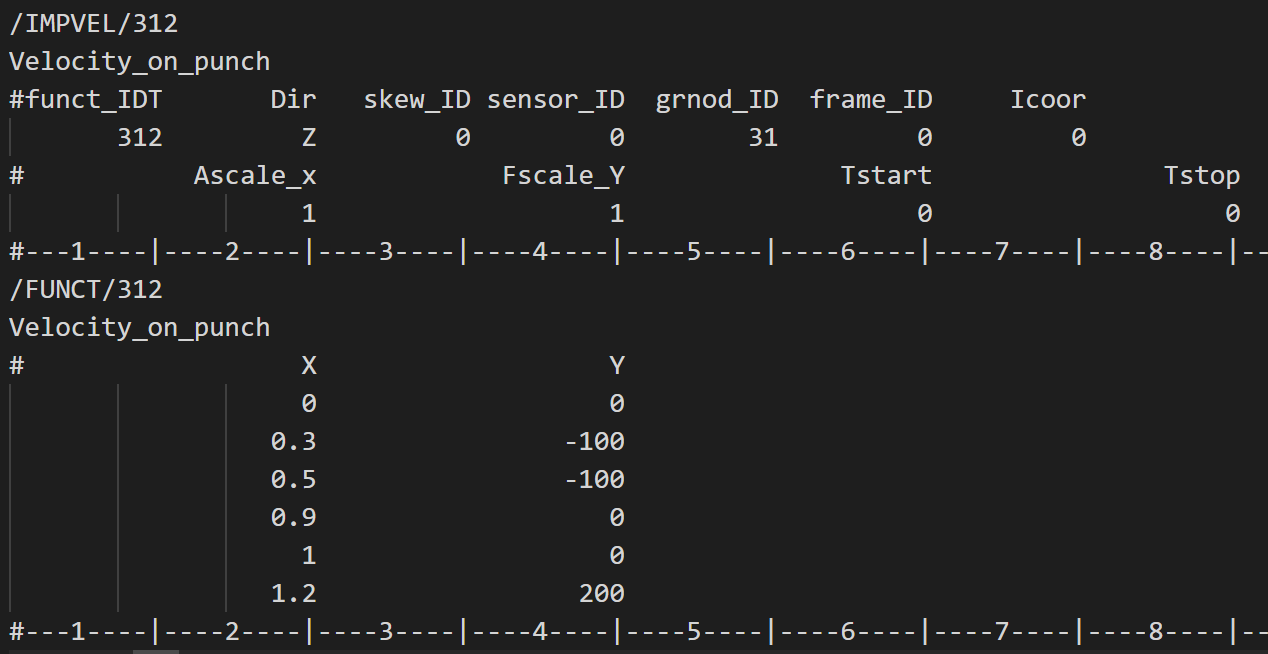 /IMPVEL/312
Velocity_on_punch
#funct_IDT       Dir   skew_ID sensor_ID  grnod_ID  frame_ID     Icoor
       312         Z         0         0        31         0         0
#           Ascale_x            Fscale_Y              Tstart               Tstop
                   1                   1                   0                   0
#---1----|----2----|----3----|----4----|----5----|----6----|----7----|----8----|--
/FUNCT/312
Velocity_on_punch
#                  X                   Y
                   0                   0
                 0.3                -100
                 0.5                -100
                 0.9                   0
                   1                   0
                 1.2                 200
#---1----|----2----|----3----|----4----|----5----|----6----|----7----|----8----|--